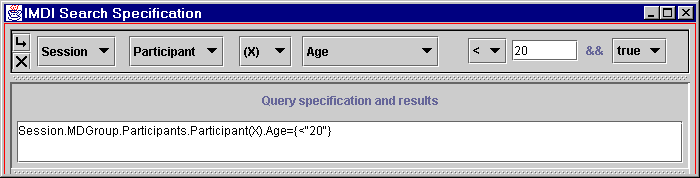 IMDI Search Specification
Session Participant (X) Age < 20 && true
Query specification and results
Session.MDGroup.Participants.Participant(X).Age={<"20"}